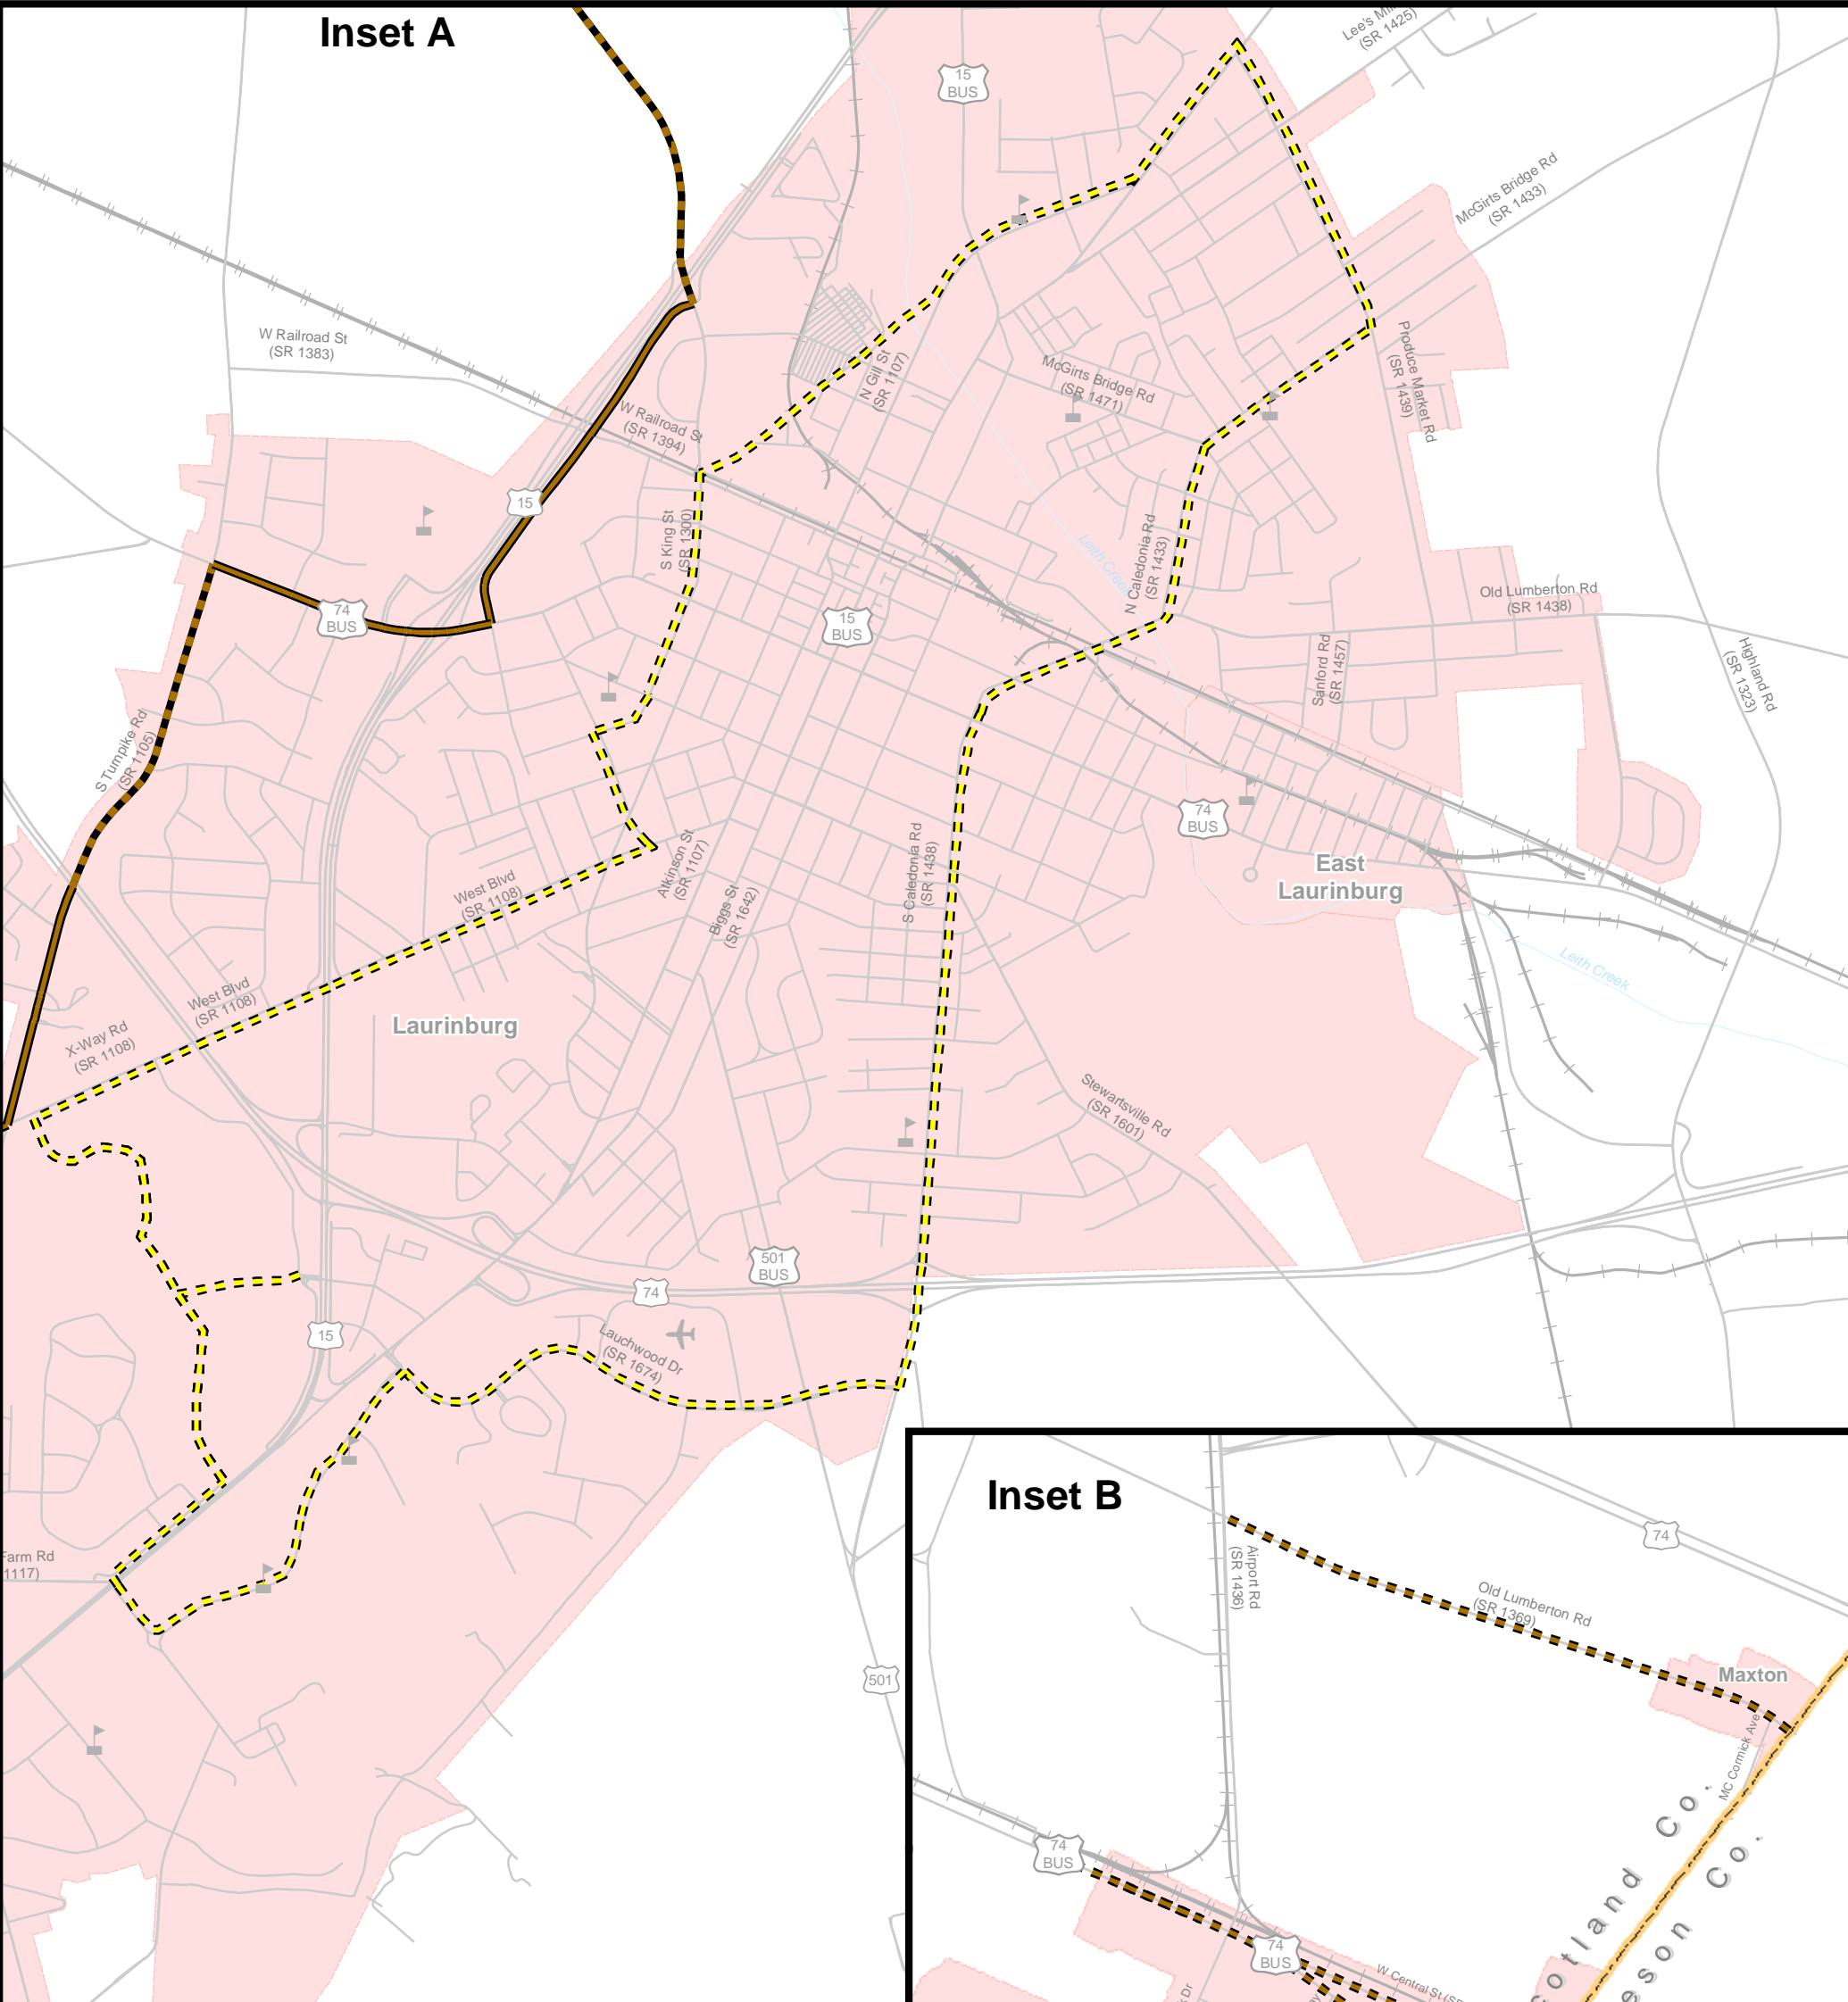 Inset A
Lee's Mill
(SR 1425)
15
BUS
McGirts Bridge Rd
(SR 1433)
W Railroad St
(SR 1383)
N Gill St
(SR 1107)
McGirts Bridge Rd
(SR 1471)
Produce Market Rd
(SR 1439)
W Railroad St
(SR 1394)
15
S King St
(SR 1300)
Leith Creek
N Caledonia Rd
(SR 1433)
Old Lumberton Rd
(SR 1438)
74
BUS
15
BUS
Sanford Rd
(SR 1457)
Highland Rd
(SR 1323)
S Turnpike Rd
(SR 1105)
74
BUS
East
Laurinburg
Atkinson St
(SR 1107)
West Blvd
(SR 1108)
Biggs St
(SR 1642)
S Caledonia Rd
(SR 1438)
Leith Creek
West Blvd
(SR 1108)
Laurinburg
X-Way Rd
(SR 1108)
Stewartsville Rd
(SR 1601)
501
BUS
74
15
Lauchwood Dr
(SR 1674)
Farm Rd
1117)
501
Inset B
74
Airport Rd
(SR 1436)
Old Lumberton Rd
(SR 1369)
Maxton
MC Cormick Ave
74
BUS
otland Co.
eson Co.
74
BUS
W Central St (SR
Dr